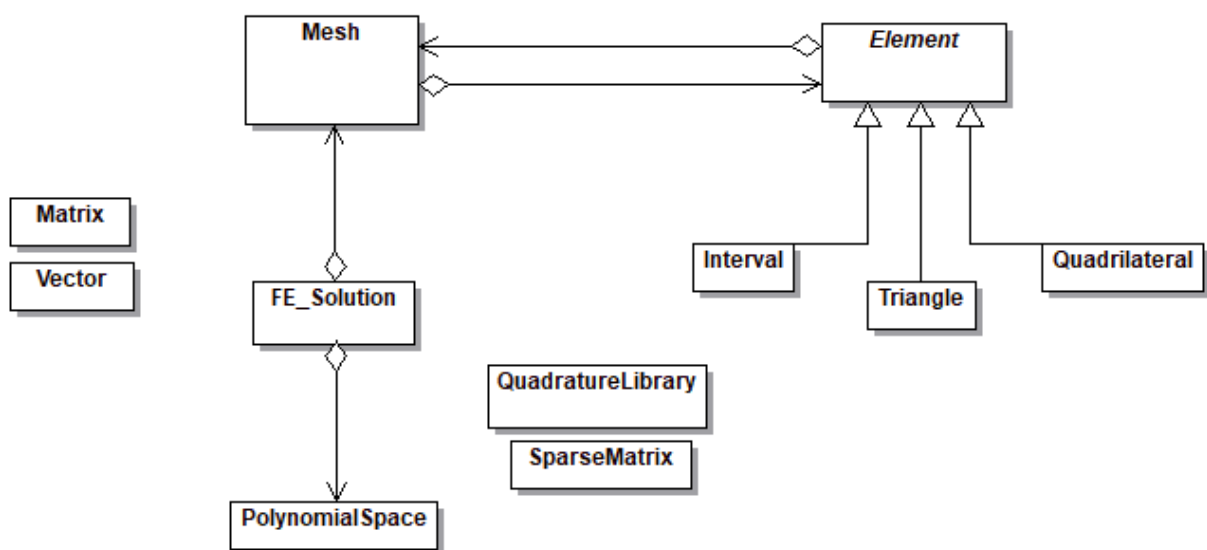 Mesh
Element
Matrix
Vector
Interval
Quadrilateral
FE_Solution
Triangle
QuadratureLibrary
SparseMatrix
PolynomialSpace